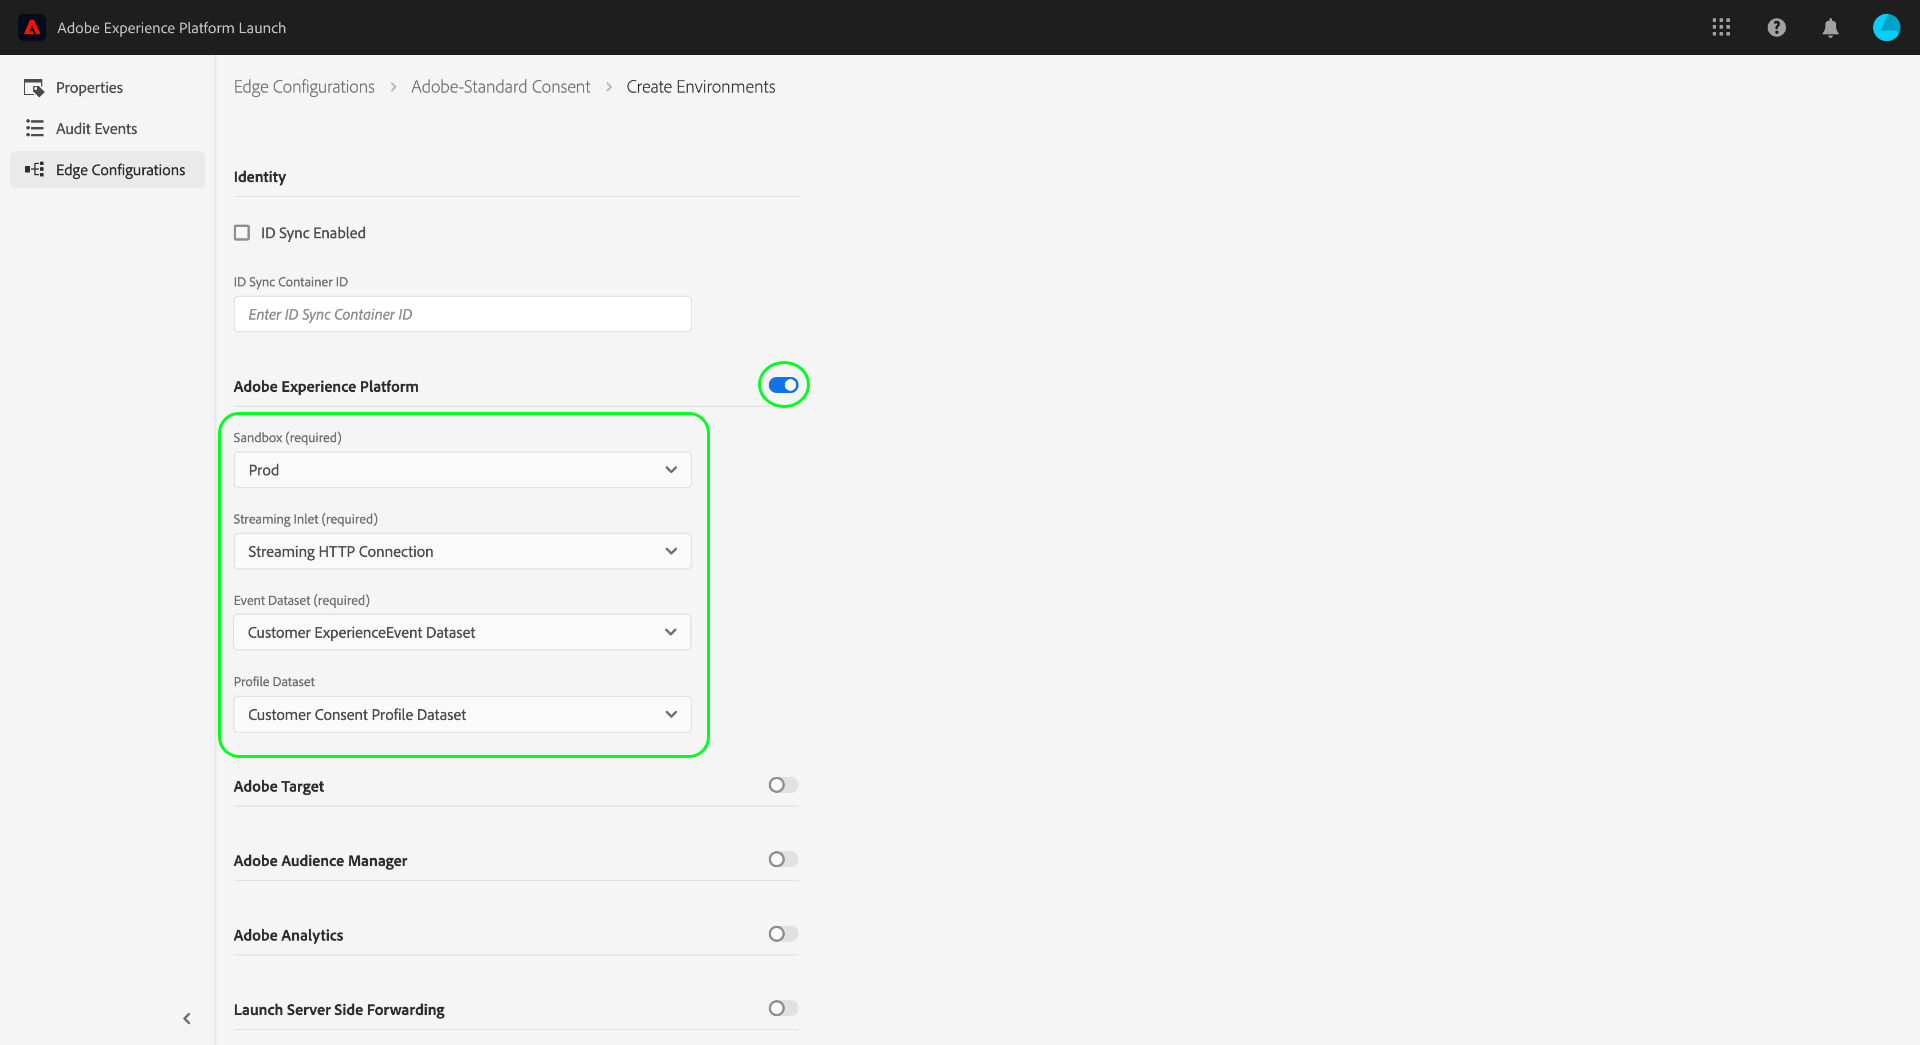 Adobe Experience Platform Launch
Properties
Audit Events
Edge Configurations
Edge Configurations > Adobe-Standard Consent > Create Environments
Identity
ID Sync Enabled
ID Sync Container ID
Enter ID Sync Container ID
Adobe Experience Platform
Sandbox (required)
Prod
Streaming Inlet (required)
Streaming HTTP Connection
Event Dataset (required)
Customer ExperienceEvent Dataset
Profile Dataset
Customer Consent Profile Dataset
Adobe Target
Adobe Audience Manager
Adobe Analytics
Launch Server Side Forwarding